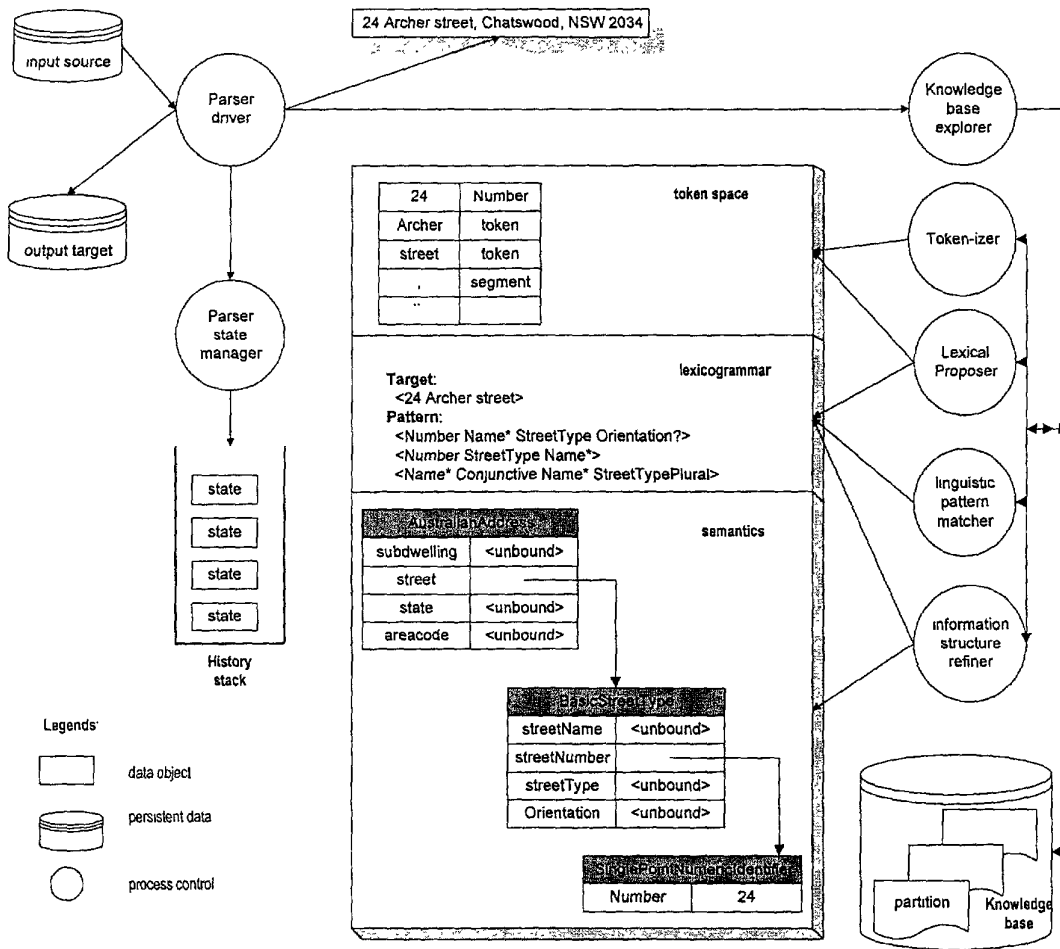 24 Archer street, Chatswood, NSW 2034
input source
Parser
driver
Knowledge
base
explorer
output target
24 Number
Archer token
street token
, segment
..
token space
Token-izer
Parser
state
manager
Lexical
Proposer
lexicogrammar
Target:
<24 Archer street>
Pattern:
<Number Name* StreetType Orientation?>
<Number StreetType Name*>
<Name* Conjunctive Name* StreetTypePlural>
linguistic
pattern
matcher
state
state
state
state
History
stack
semantics
AustralianAddress
subdwelling <unbound>
street
state <unbound>
areacode <unbound>
information
structure
refiner
BasicStreetType
streetName <unbound>
streetNumber
streetType <unbound>
Orientation <unbound>
SinglePointNumericIdentifier
Number 24
Legends:
data object
persistent data
process control
partition
Knowledge
base